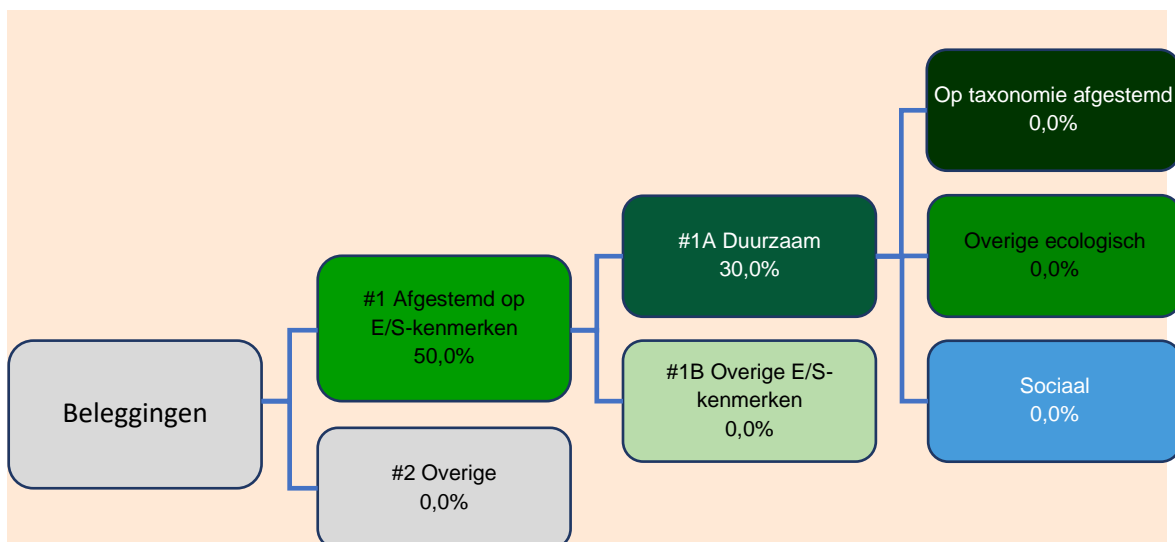 Beleggingen
#1 Afgestemd op
E/S-kenmerken
50,0%
#2 Overige
0,0%
#1A Duurzaam
30,0%
#1B Overige E/S-
kenmerken
0,0%
Op taxonomie afgestemd
0,0%
Overige ecologisch
0,0%
Sociaal
0,0%